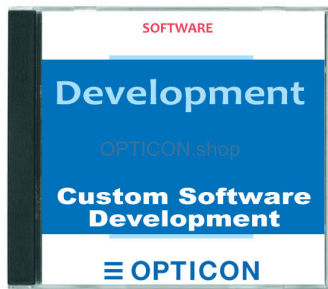 SOFTWARE
Development
OPTICON.shop
Custom Software
Development
OPTICON